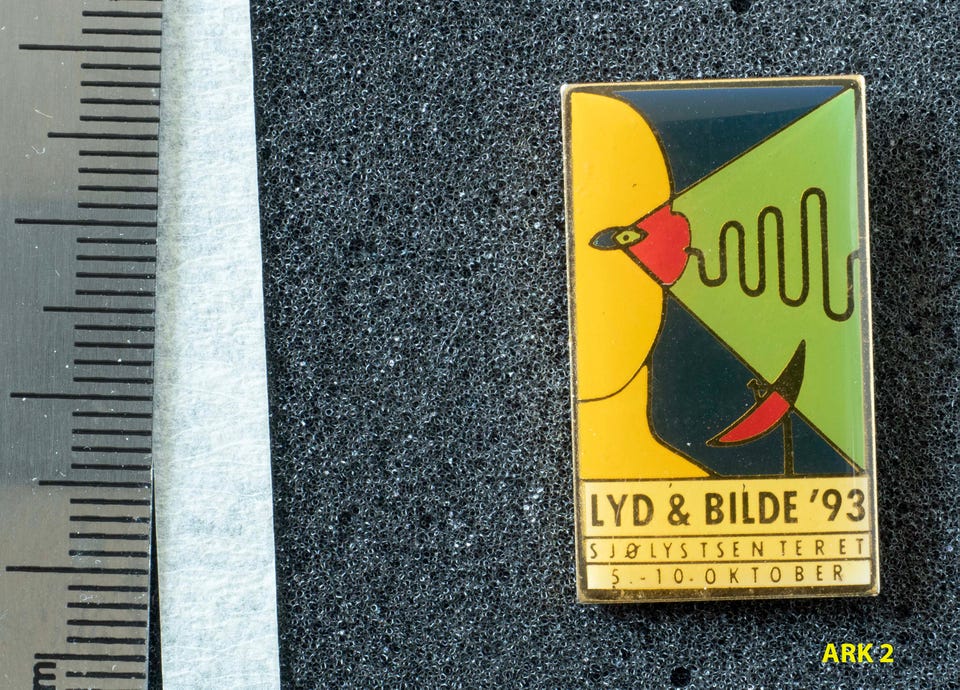 LYD & BILDE '93
SJØLYSTSENTERET
5.-10.OKTOBER
ARK 2